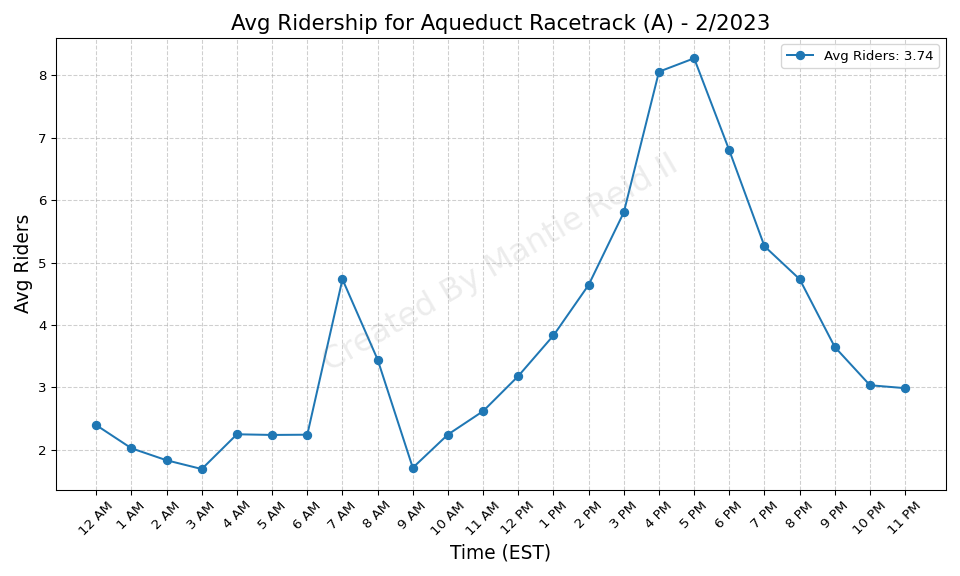 Avg Ridership for Aqueduct Racetrack (A) - 2/2023
Avg Riders: 3.74
8
7
6
5
4
3
2
Avg Riders
Created By Mantie Reid II
12 AM
1 AM
2 AM
3 AM
4 AM
5 AM
6 AM
7 AM
8 AM
9 AM
10 AM
11 AM
12 PM
1 PM
2 PM
3 PM
4 PM
5 PM
6 PM
7 PM
8 PM
9 PM
10 PM
11 PM
Time (EST)